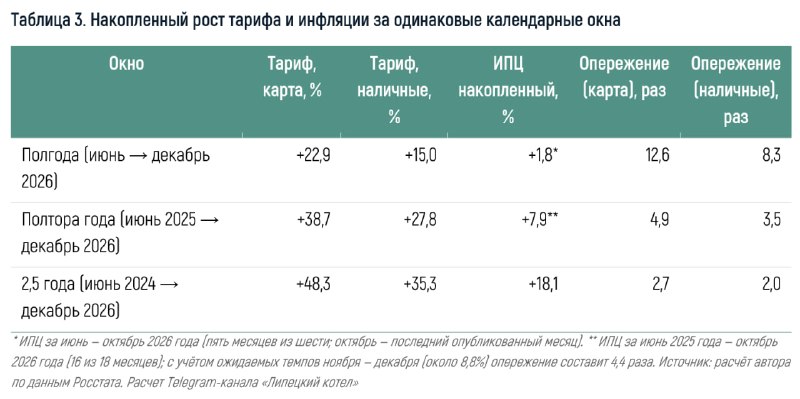 Таблица 3. Накопленный рост тарифа и инфляции за одинаковые календарные окна
Окно | Тариф, карта, % | Тариф, наличные, % | ИПЦ накопленный, % | Опережение (карта), раз | Опережение (наличные), раз
Полгода (июнь → декабрь 2026) | +22,9 | +15,0 | +1,8* | 12,6 | 8,3
Полтора года (июнь 2025 → декабрь 2026) | +38,7 | +27,8 | +7,9** | 4,9 | 3,5
2,5 года (июнь 2024 → декабрь 2026) | +48,3 | +35,3 | +18,1 | 2,7 | 2,0
* ИПЦ за июнь – октябрь 2026 года (пять месяцев из шести; октябрь – последний опубликованный месяц). ** ИПЦ за июнь 2025 года – октябрь
2026 года (16 из 18 месяцев); с учётом ожидаемых темпов ноября – декабря (около 8,8%) опережение составит 4,4 раза. Источник: расчёт автора
по данным Росстата. Расчет Telegram-канала «Липецкий котел»